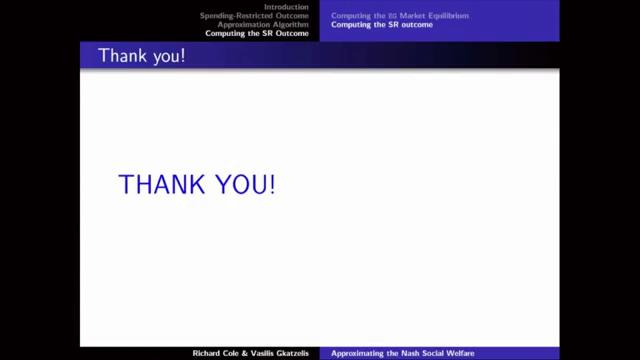 Introduction
Spending-Restricted Outcome
Approximation Algorithm
Computing the SR Outcome
Computing the EG Market Equilibrium
Computing the SR outcome
Thank you!
THANK YOU!
Richard Cole & Vasilis Gkatzelis
Approximating the Nash Social Welfare